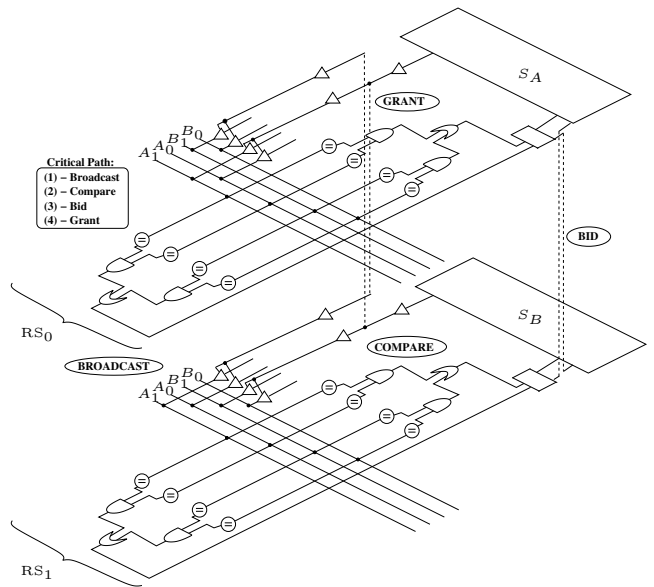 S_A
GRANT
B_0
B_1
A_0
A_1
Critical Path:
(1) – Broadcast
(2) – Compare
(3) – Bid
(4) – Grant
=
=
=
=
=
=
=
=
BID
RS_0
S_B
BROADCAST
COMPARE
B_0
B_1
A_0
A_1
=
=
=
=
=
=
=
=
RS_1